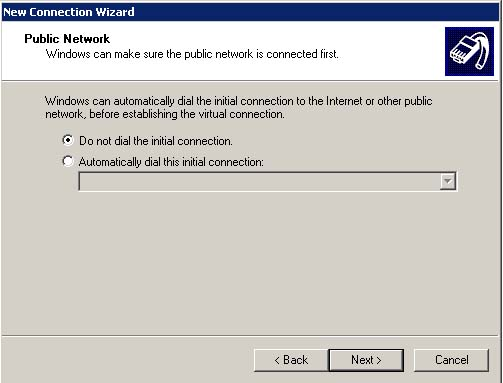 New Connection Wizard
Public Network
Windows can make sure the public network is connected first.
Windows can automatically dial the initial connection to the Internet or other public
network, before establishing the virtual connection.
Do not dial the initial connection.
Automatically dial this initial connection:
< Back Next > Cancel